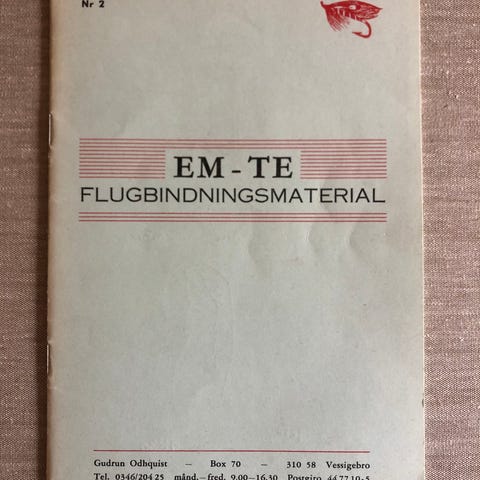 Nr 2
EM - TE
FLUGBINDNINGSMATERIAL
Gudrun Odhquist — Box 70 — 310 58 Vessigebro
Tel. 0346/204 25 månd.—fred. 9.00—16.30 Postgiro 44 77 10 - 5